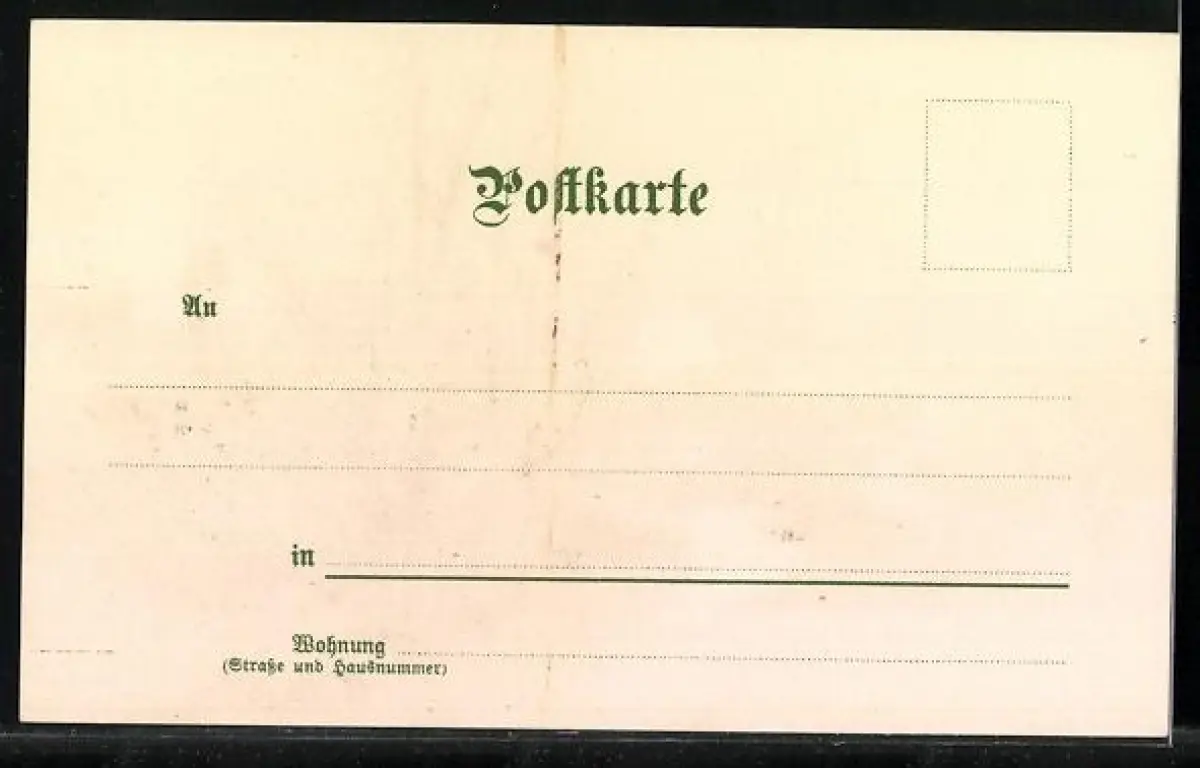 Postkarte
An
in
Wohnung
(Straße und Hausnummer)